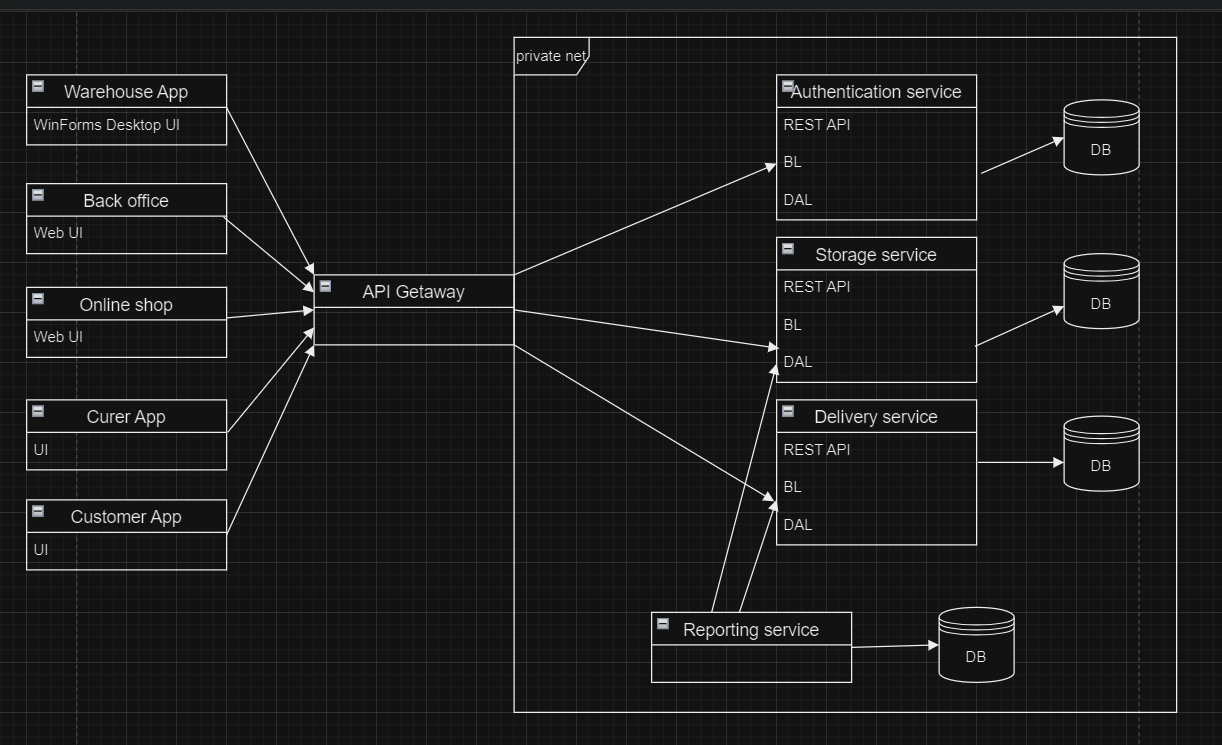 private net
Warehouse App
WinForms Desktop UI
Back office
Web UI
Online shop
Web UI
Curer App
UI
Customer App
UI
API Getaway
Authentication service
REST API
BL
DAL
DB
Storage service
REST API
BL
DAL
DB
Delivery service
REST API
BL
DAL
DB
Reporting service
DB